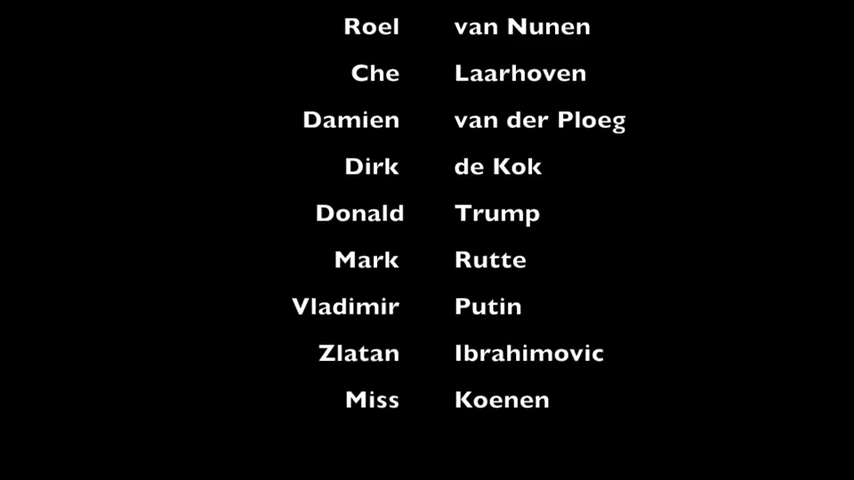 Roel van Nunen
Che Laarhoven
Damien van der Ploeg
Dirk de Kok
Donald Trump
Mark Rutte
Vladimir Putin
Zlatan Ibrahimovic
Miss Koenen